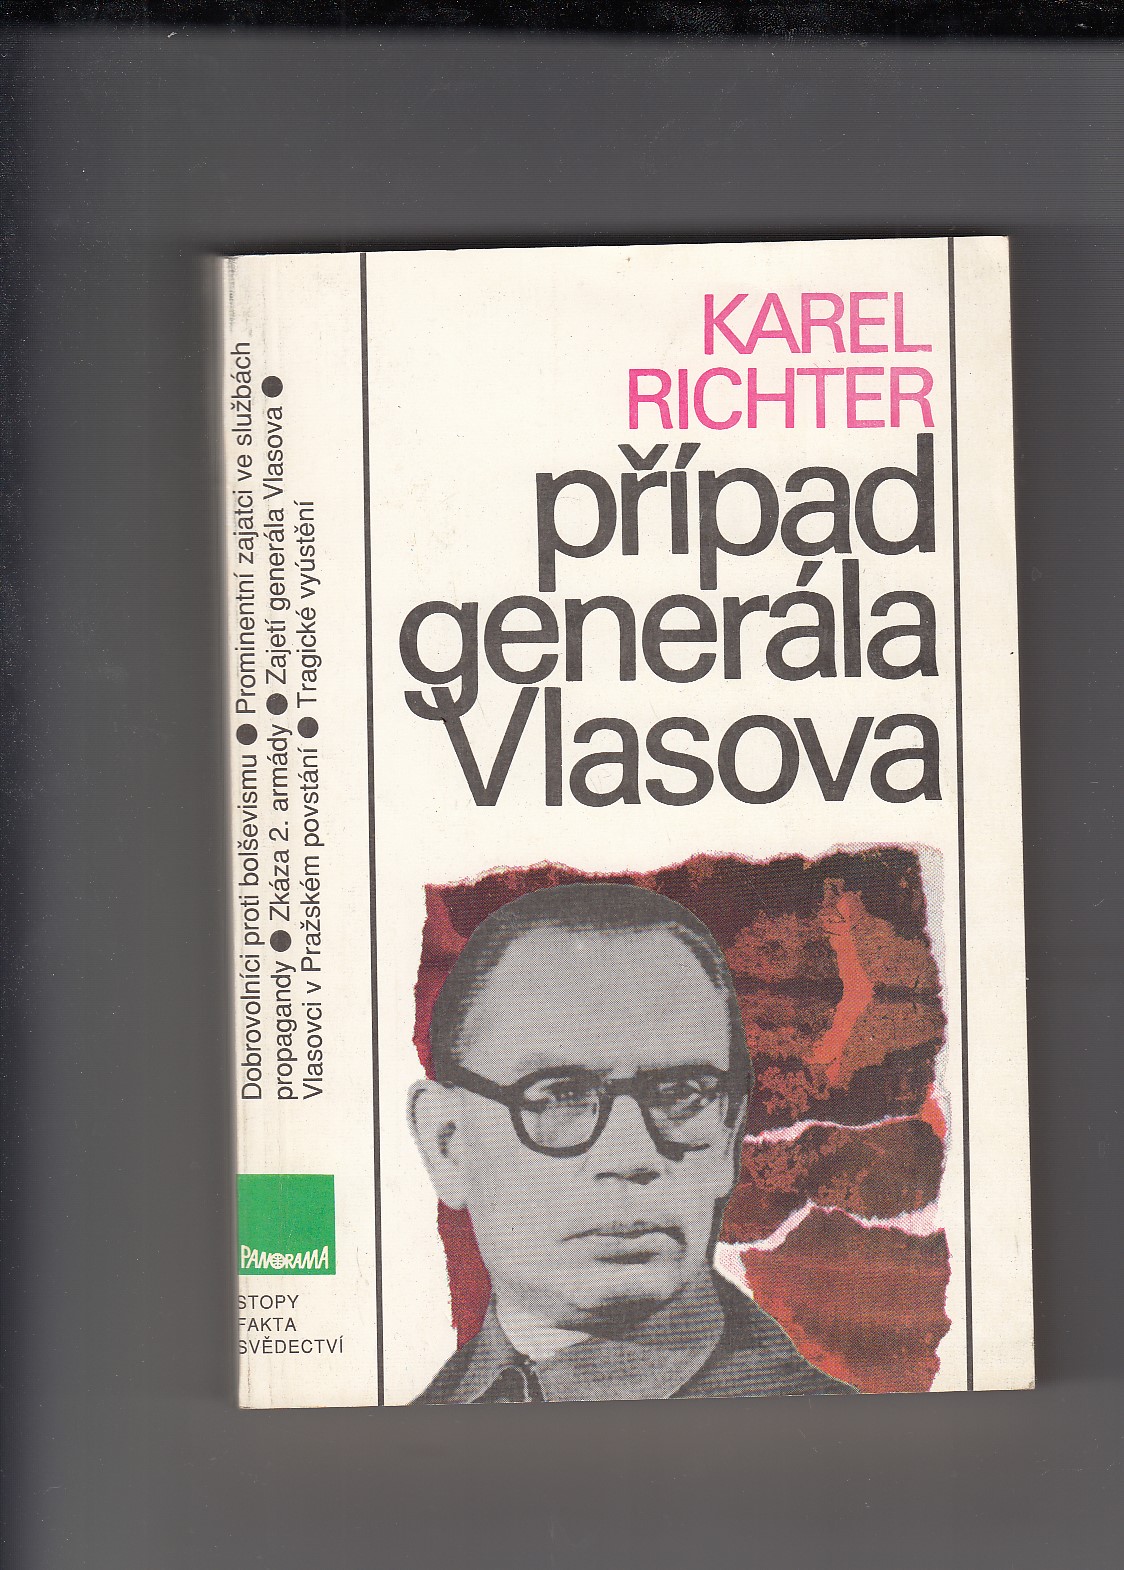 KAREL
RICHTER
případ
generála
Vlasova
Dobrovolníci proti bolševismu ● Prominentní zajatci ve službách
propagandy ● Zkáza 2. armády ● Zajetí generála Vlasova ●
Vlasovci v Pražském povstání ● Tragické vyústění
PANORAMA
STOPY
FAKTA
SVĚDECTVÍ